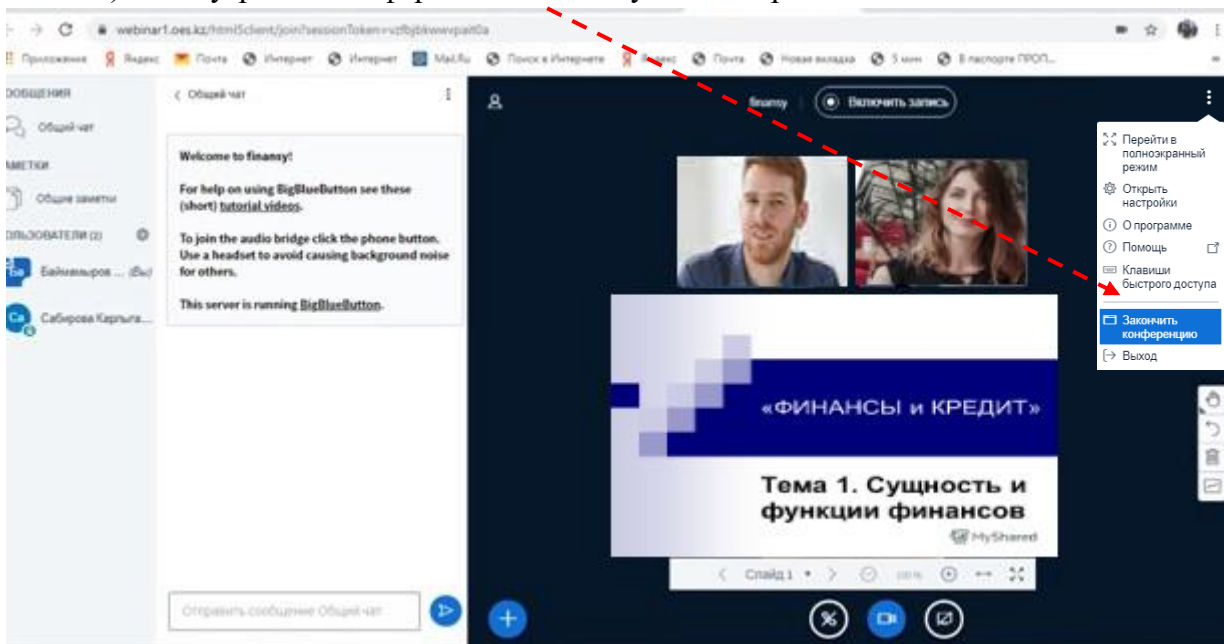 webinar1.oes.kz/html5client/join?sessionToken=
Приложения Яндекс Почта Интернет Интернет Mail.Ru Поиск в Интернете Яндекс Почта Новая вкладка 5 мин В паспорте ПРОП...
Общий чат
Общие заметки
Сабирова Карлыга...
Общий чат
Welcome to finansy!
For help on using BigBlueButton see these
(short) tutorial videos.
To join the audio bridge click the phone button.
Use a headset to avoid causing background noise
for others.
This server is running BigBlueButton.
Отправить сообщение Общий чат
finansy
Включить запись
Перейти в
полноэкранный
режим
Открыть
настройки
О программе
Помощь
Клавиши
быстрого доступа
Закончить
конференцию
Выход
«ФИНАНСЫ и КРЕДИТ»
Тема 1. Сущность и
функции финансов
MyShared
Слайд 1